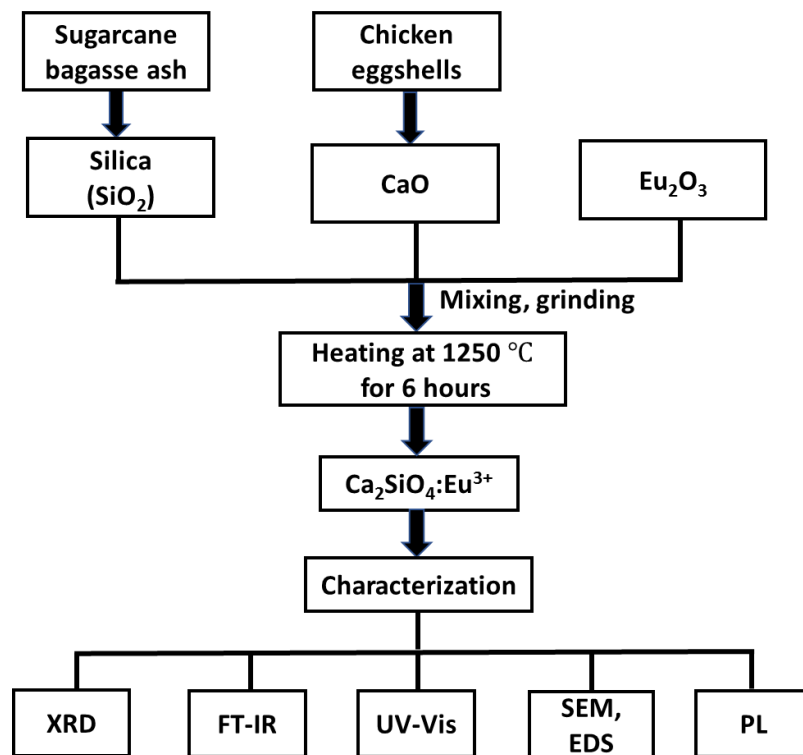 Sugarcane
bagasse ash
Chicken
eggshells
Silica
(SiO₂)
CaO
Eu₂O₃
Mixing, grinding
Heating at 1250 ℃
for 6 hours
Ca₂SiO₄:Eu³⁺
Characterization
XRD
FT-IR
UV-Vis
SEM,
EDS
PL